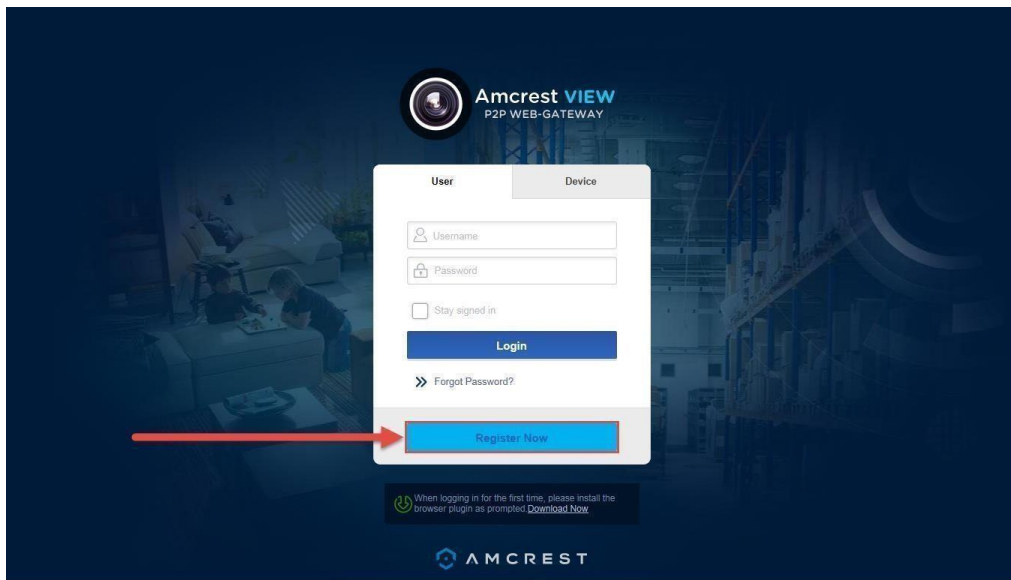 Amcrest VIEW
P2P WEB-GATEWAY
User
Device
Username
Password
Stay signed in
Login
Forgot Password?
Register Now
When logging in for the first time, please install the
browser plugin as prompted.Download Now
AMCREST